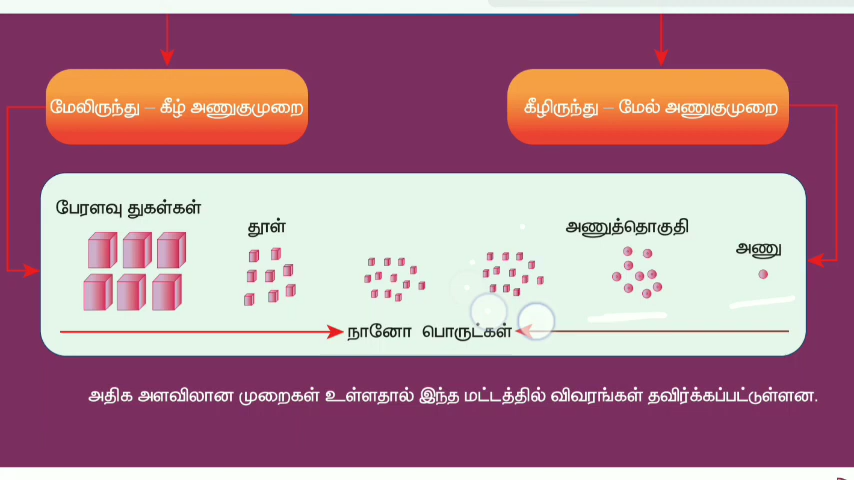 மேலிருந்து – கீழ் அணுகுமுறை
கீழிருந்து – மேல் அணுகுமுறை
பேரளவு துகள்கள்
தூள்
அணுத்தொகுதி
அணு
நானோ பொருட்கள்
அதிக அளவிலான முறைகள் உள்ளதால் இந்த மட்டத்தில் விவரங்கள் தவிர்க்கப்பட்டுள்ளன.